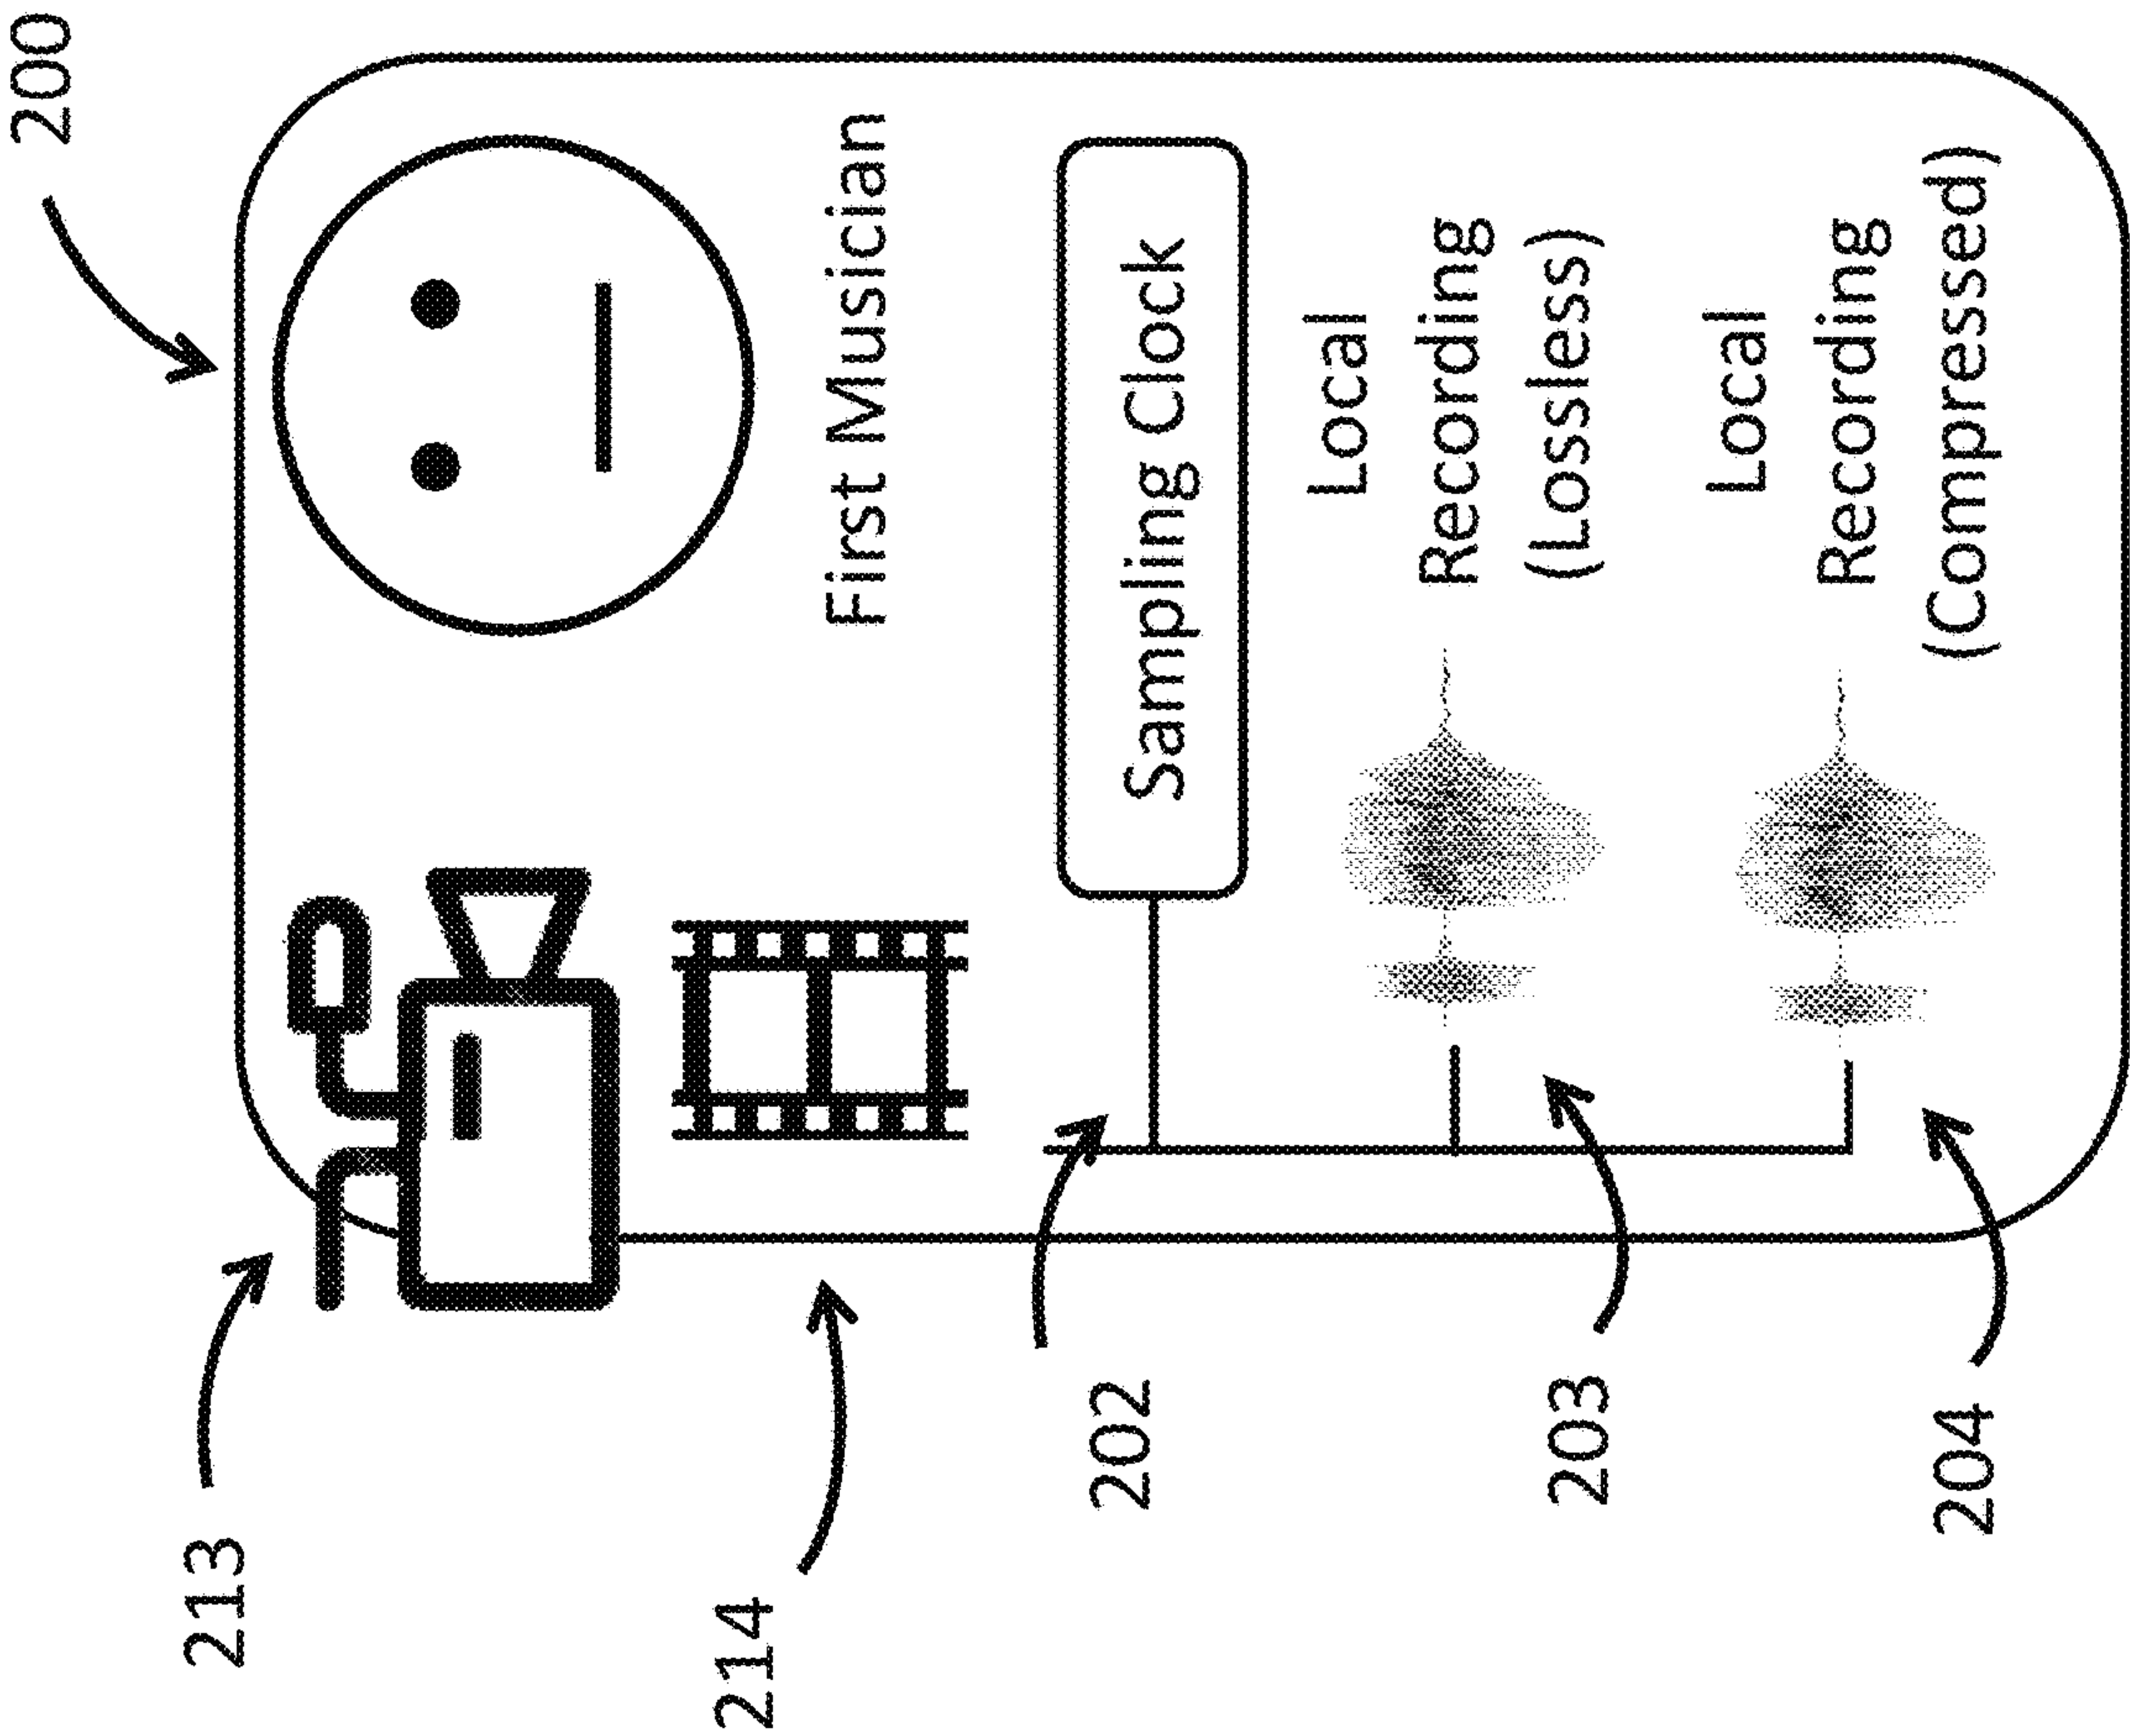 200
213
First Musician
214
Sampling Clock
202
Local
Recording
(Lossless)
203
Local
Recording
(Compressed)
204